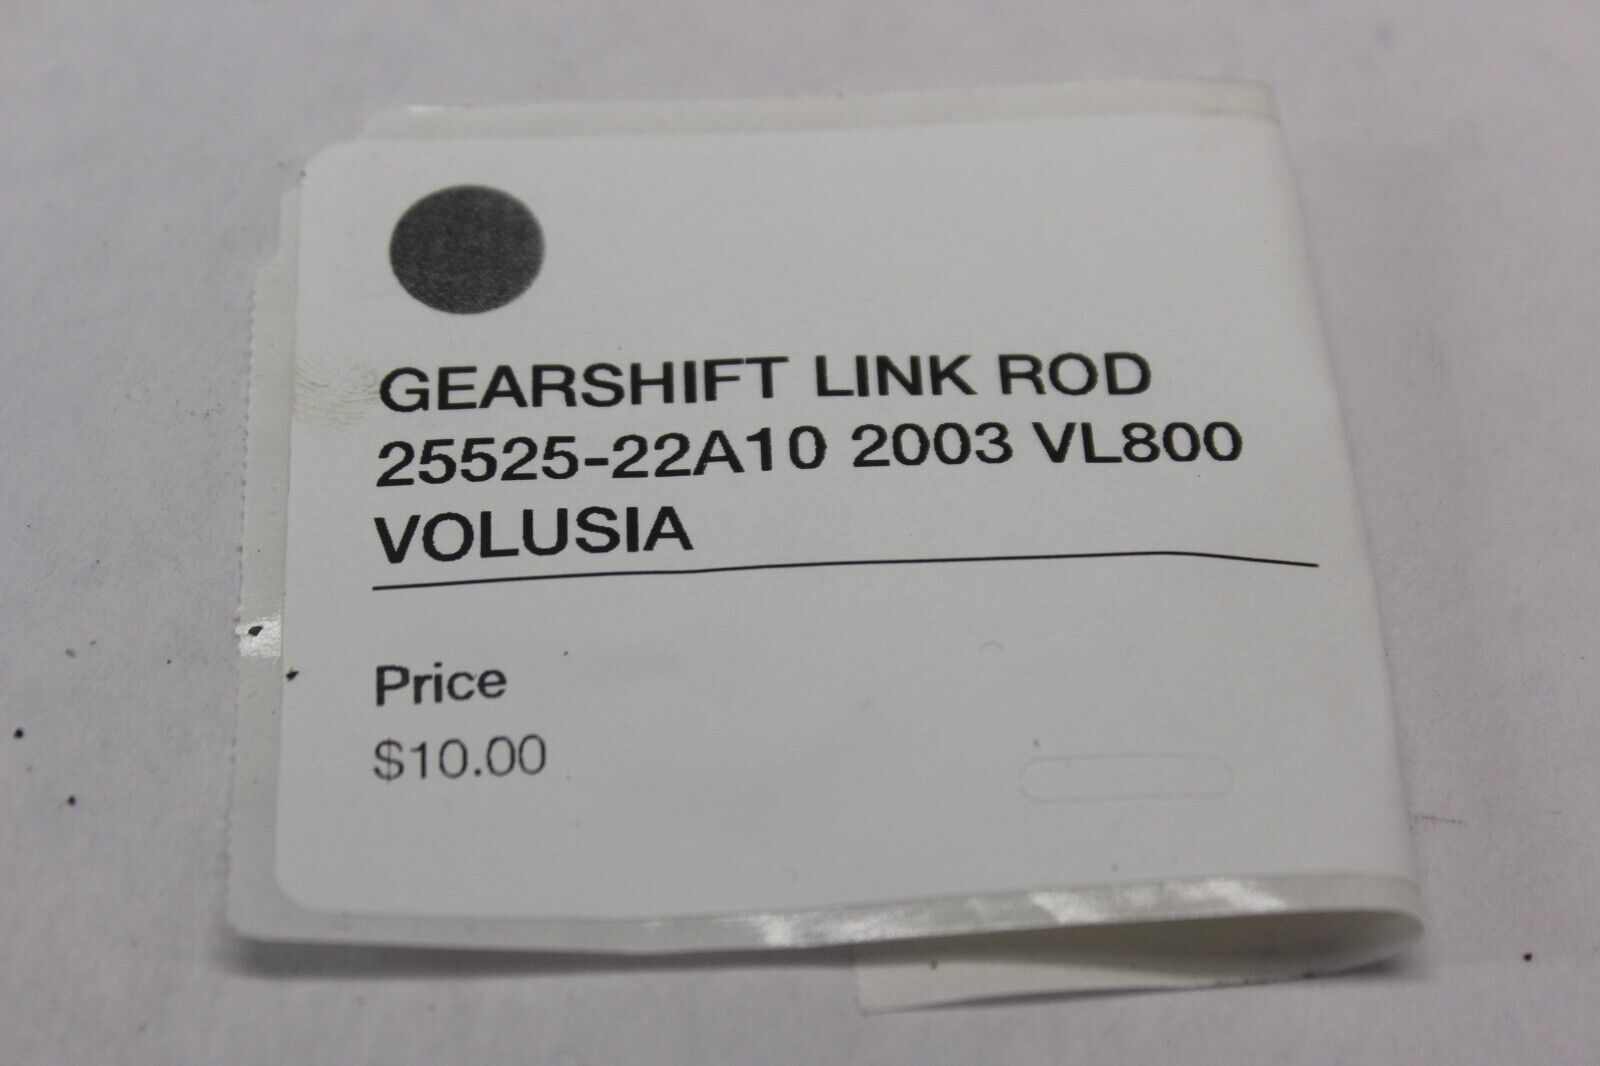 GEARSHIFT LINK ROD
25525-22A10 2003 VL800
VOLUSIA
Price
$10.00